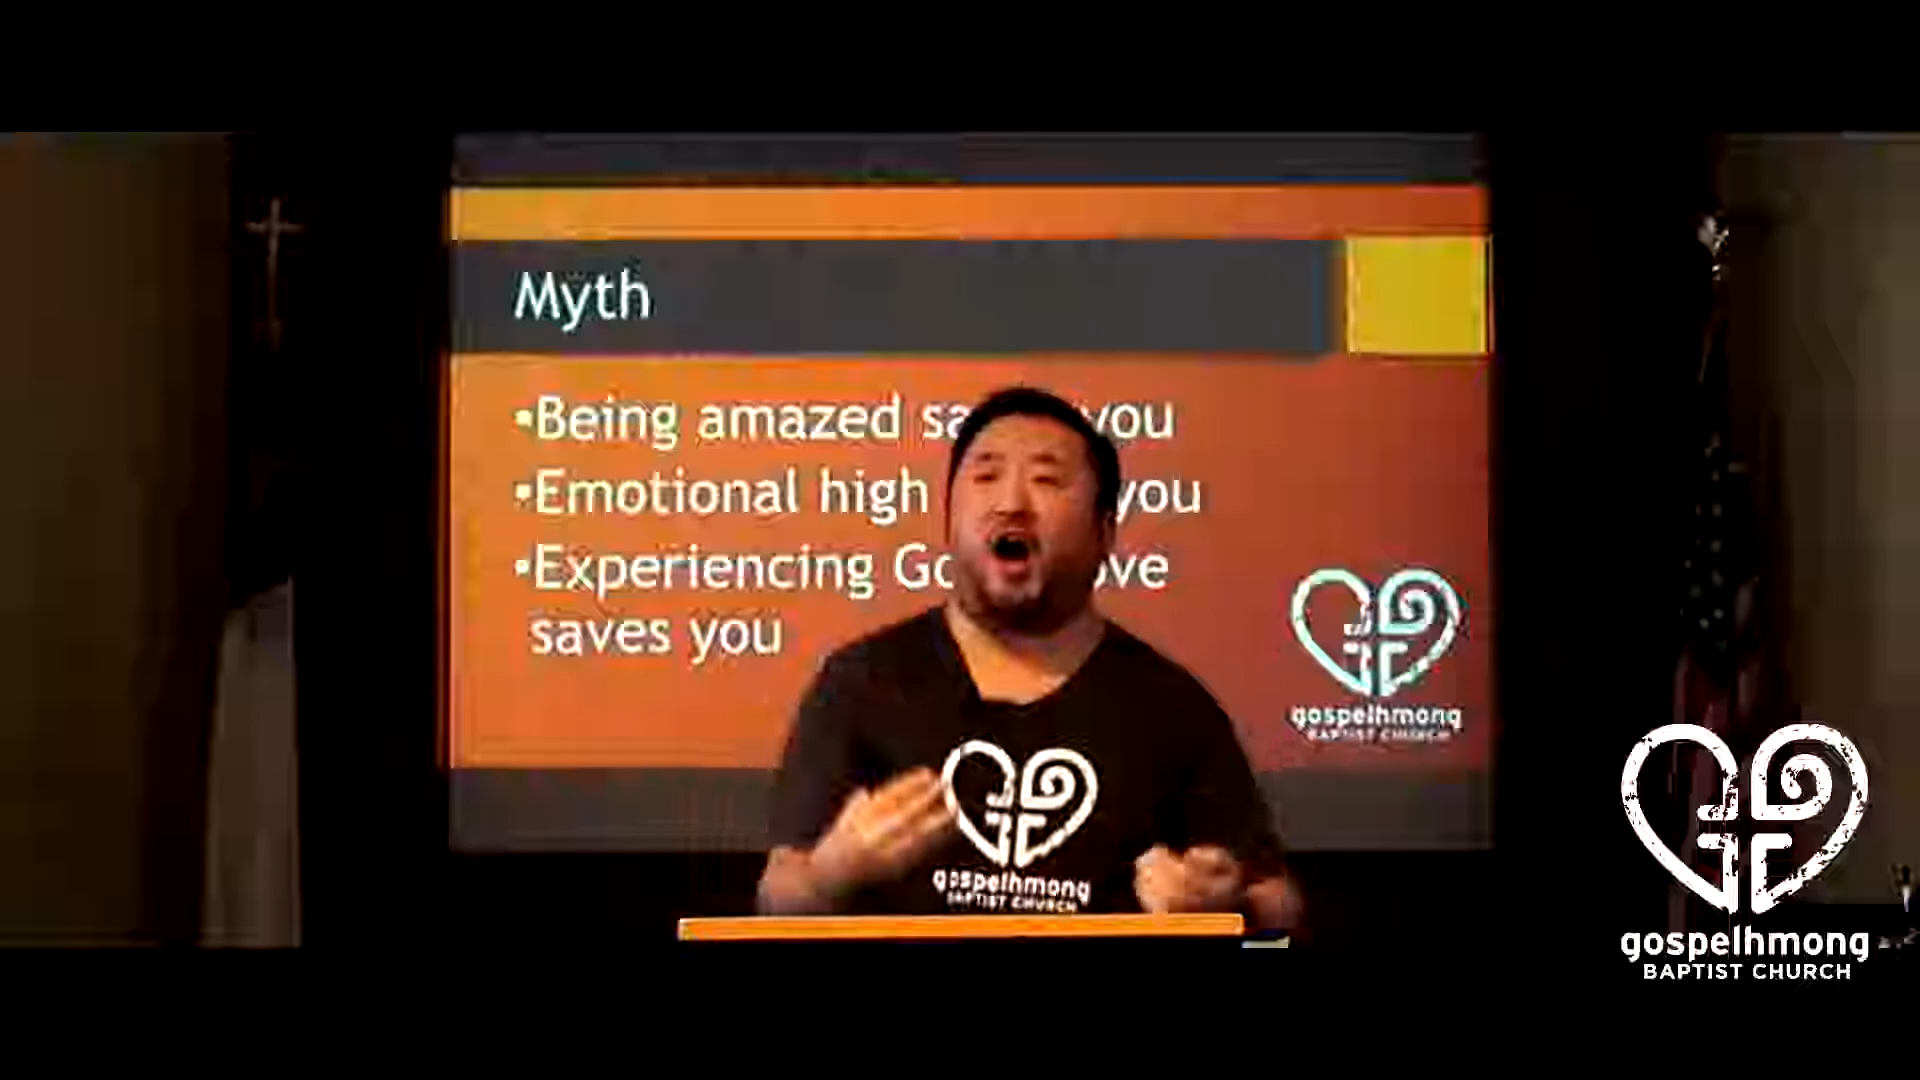 Myth
•Being amazed sa you
•Emotional high you
•Experiencing Go ove
saves you
gospelhmong
BAPTIST CHURCH
gospelhmong
BAPTIST CHURCH
gospelhmong
BAPTIST CHURCH